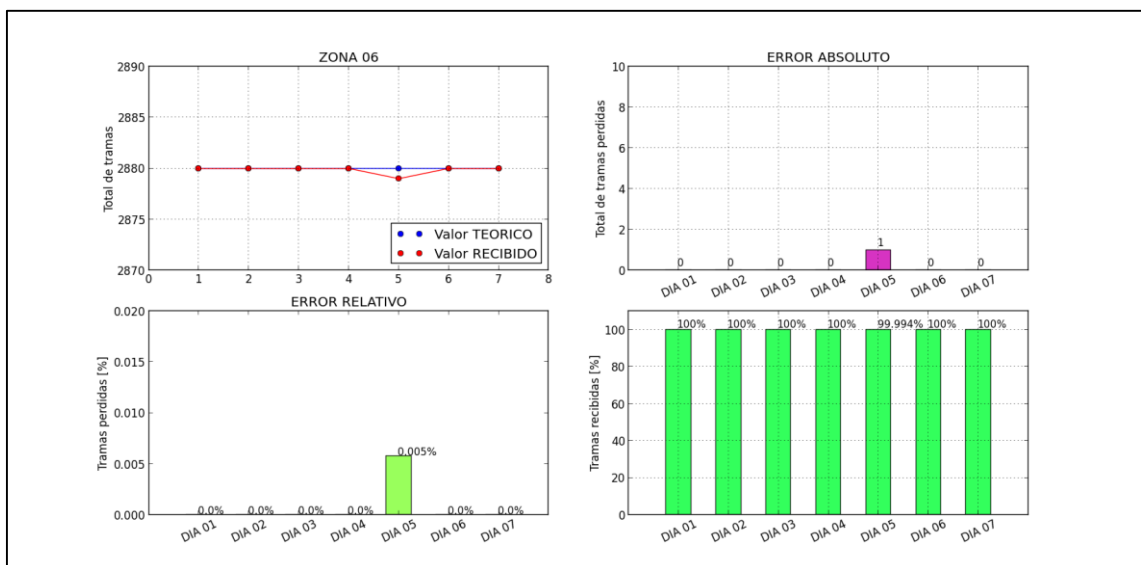 ZONA 06
2890
2885
2880
2875
2870
Total de tramas
0 1 2 3 4 5 6 7 8
Valor TEORICO
Valor RECIBIDO
ERROR ABSOLUTO
10
8
6
4
2
0
Total de tramas perdidas
0 0 0 0 1 0 0
DIA 01 DIA 02 DIA 03 DIA 04 DIA 05 DIA 06 DIA 07
ERROR RELATIVO
0.020
0.015
0.010
0.005
0.000
Tramas perdidas [%]
0.0% 0.0% 0.0% 0.0% 0.005% 0.0% 0.0%
DIA 01 DIA 02 DIA 03 DIA 04 DIA 05 DIA 06 DIA 07
100
80
60
40
20
0
Tramas recibidas [%]
100% 100% 100% 100% 99.994% 100% 100%
DIA 01 DIA 02 DIA 03 DIA 04 DIA 05 DIA 06 DIA 07